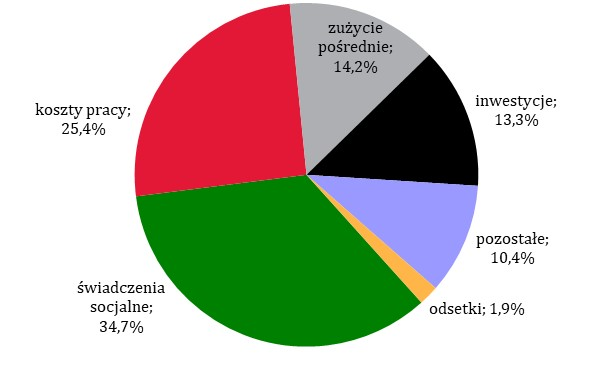 zużycie
pośrednie;
14,2%
inwestycje;
13,3%
koszty pracy;
25,4%
pozostałe;
10,4%
świadczenia
socjalne;
34,7%
odsetki; 1,9%